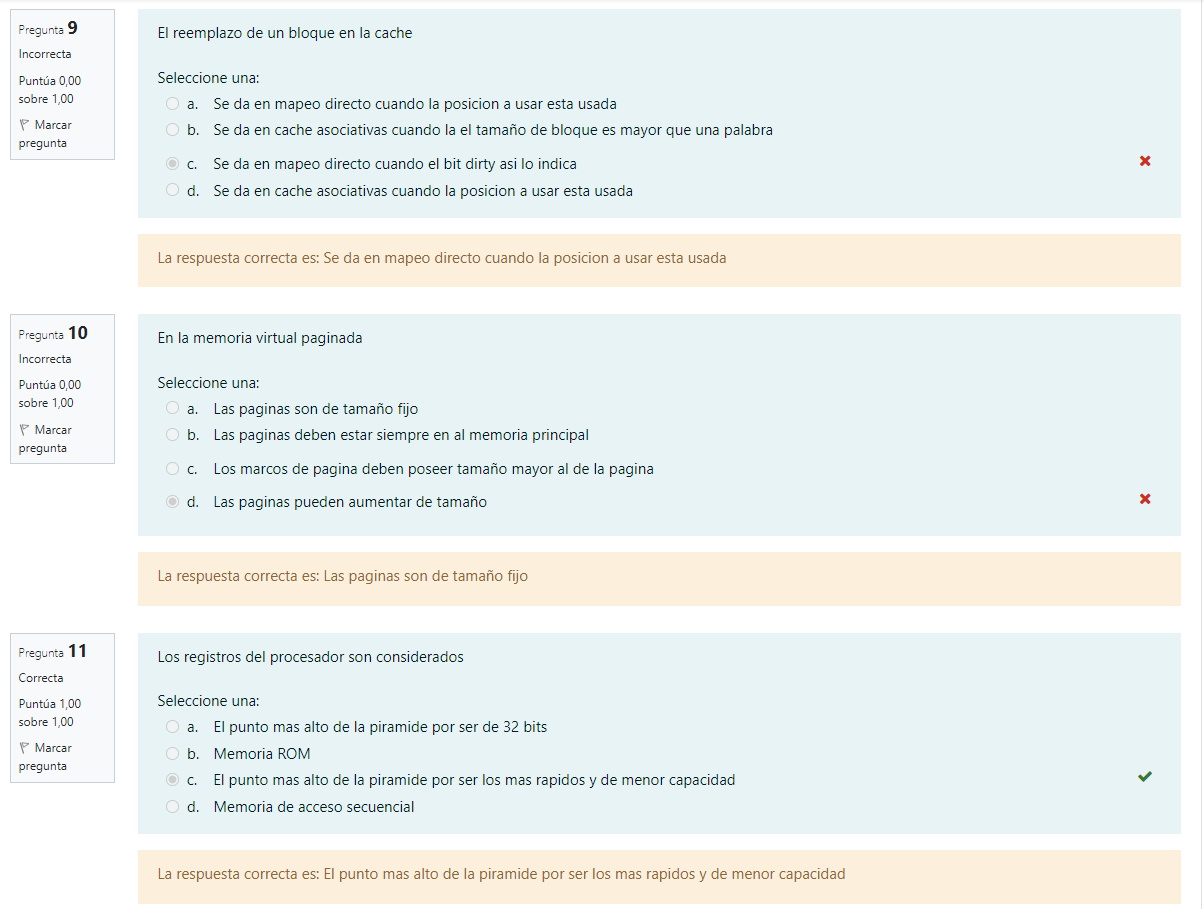 Pregunta 9
Incorrecta
Puntúa 0,00
sobre 1,00
Marcar
pregunta
El reemplazo de un bloque en la cache
Seleccione una:
a. Se da en mapeo directo cuando la posicion a usar esta usada
b. Se da en cache asociativas cuando la el tamaño de bloque es mayor que una palabra
c. Se da en mapeo directo cuando el bit dirty asi lo indica
d. Se da en cache asociativas cuando la posicion a usar esta usada
La respuesta correcta es: Se da en mapeo directo cuando la posicion a usar esta usada
Pregunta 10
Incorrecta
Puntúa 0,00
sobre 1,00
Marcar
pregunta
En la memoria virtual paginada
Seleccione una:
a. Las paginas son de tamaño fijo
b. Las paginas deben estar siempre en al memoria principal
c. Los marcos de pagina deben poseer tamaño mayor al de la pagina
d. Las paginas pueden aumentar de tamaño
La respuesta correcta es: Las paginas son de tamaño fijo
Pregunta 11
Correcta
Puntúa 1,00
sobre 1,00
Marcar
pregunta
Los registros del procesador son considerados
Seleccione una:
a. El punto mas alto de la piramide por ser de 32 bits
b. Memoria ROM
c. El punto mas alto de la piramide por ser los mas rapidos y de menor capacidad
d. Memoria de acceso secuencial
La respuesta correcta es: El punto mas alto de la piramide por ser los mas rapidos y de menor capacidad